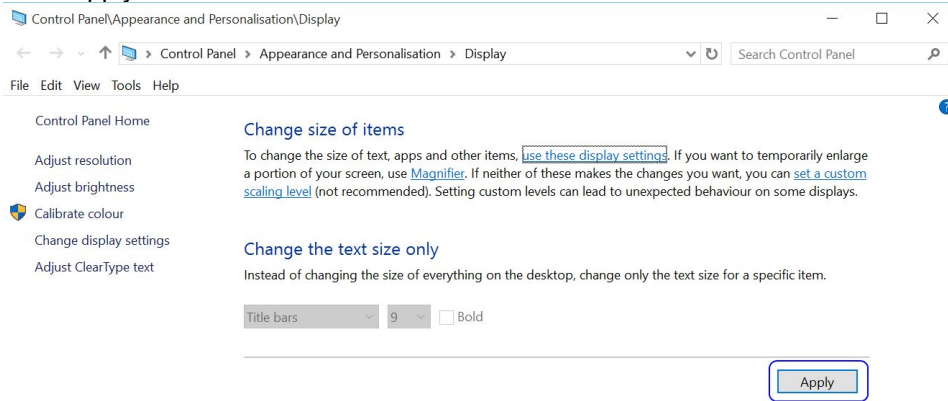 Control Panel\Appearance and Personalisation\Display
Control Panel > Appearance and Personalisation > Display
Search Control Panel
File Edit View Tools Help
Control Panel Home
Adjust resolution
Adjust brightness
Calibrate colour
Change display settings
Adjust ClearType text
Change size of items
To change the size of text, apps and other items, use these display settings. If you want to temporarily enlarge
a portion of your screen, use Magnifier. If neither of these makes the changes you want, you can set a custom
scaling level (not recommended). Setting custom levels can lead to unexpected behaviour on some displays.
Change the text size only
Instead of changing the size of everything on the desktop, change only the text size for a specific item.
Title bars 9 Bold
Apply